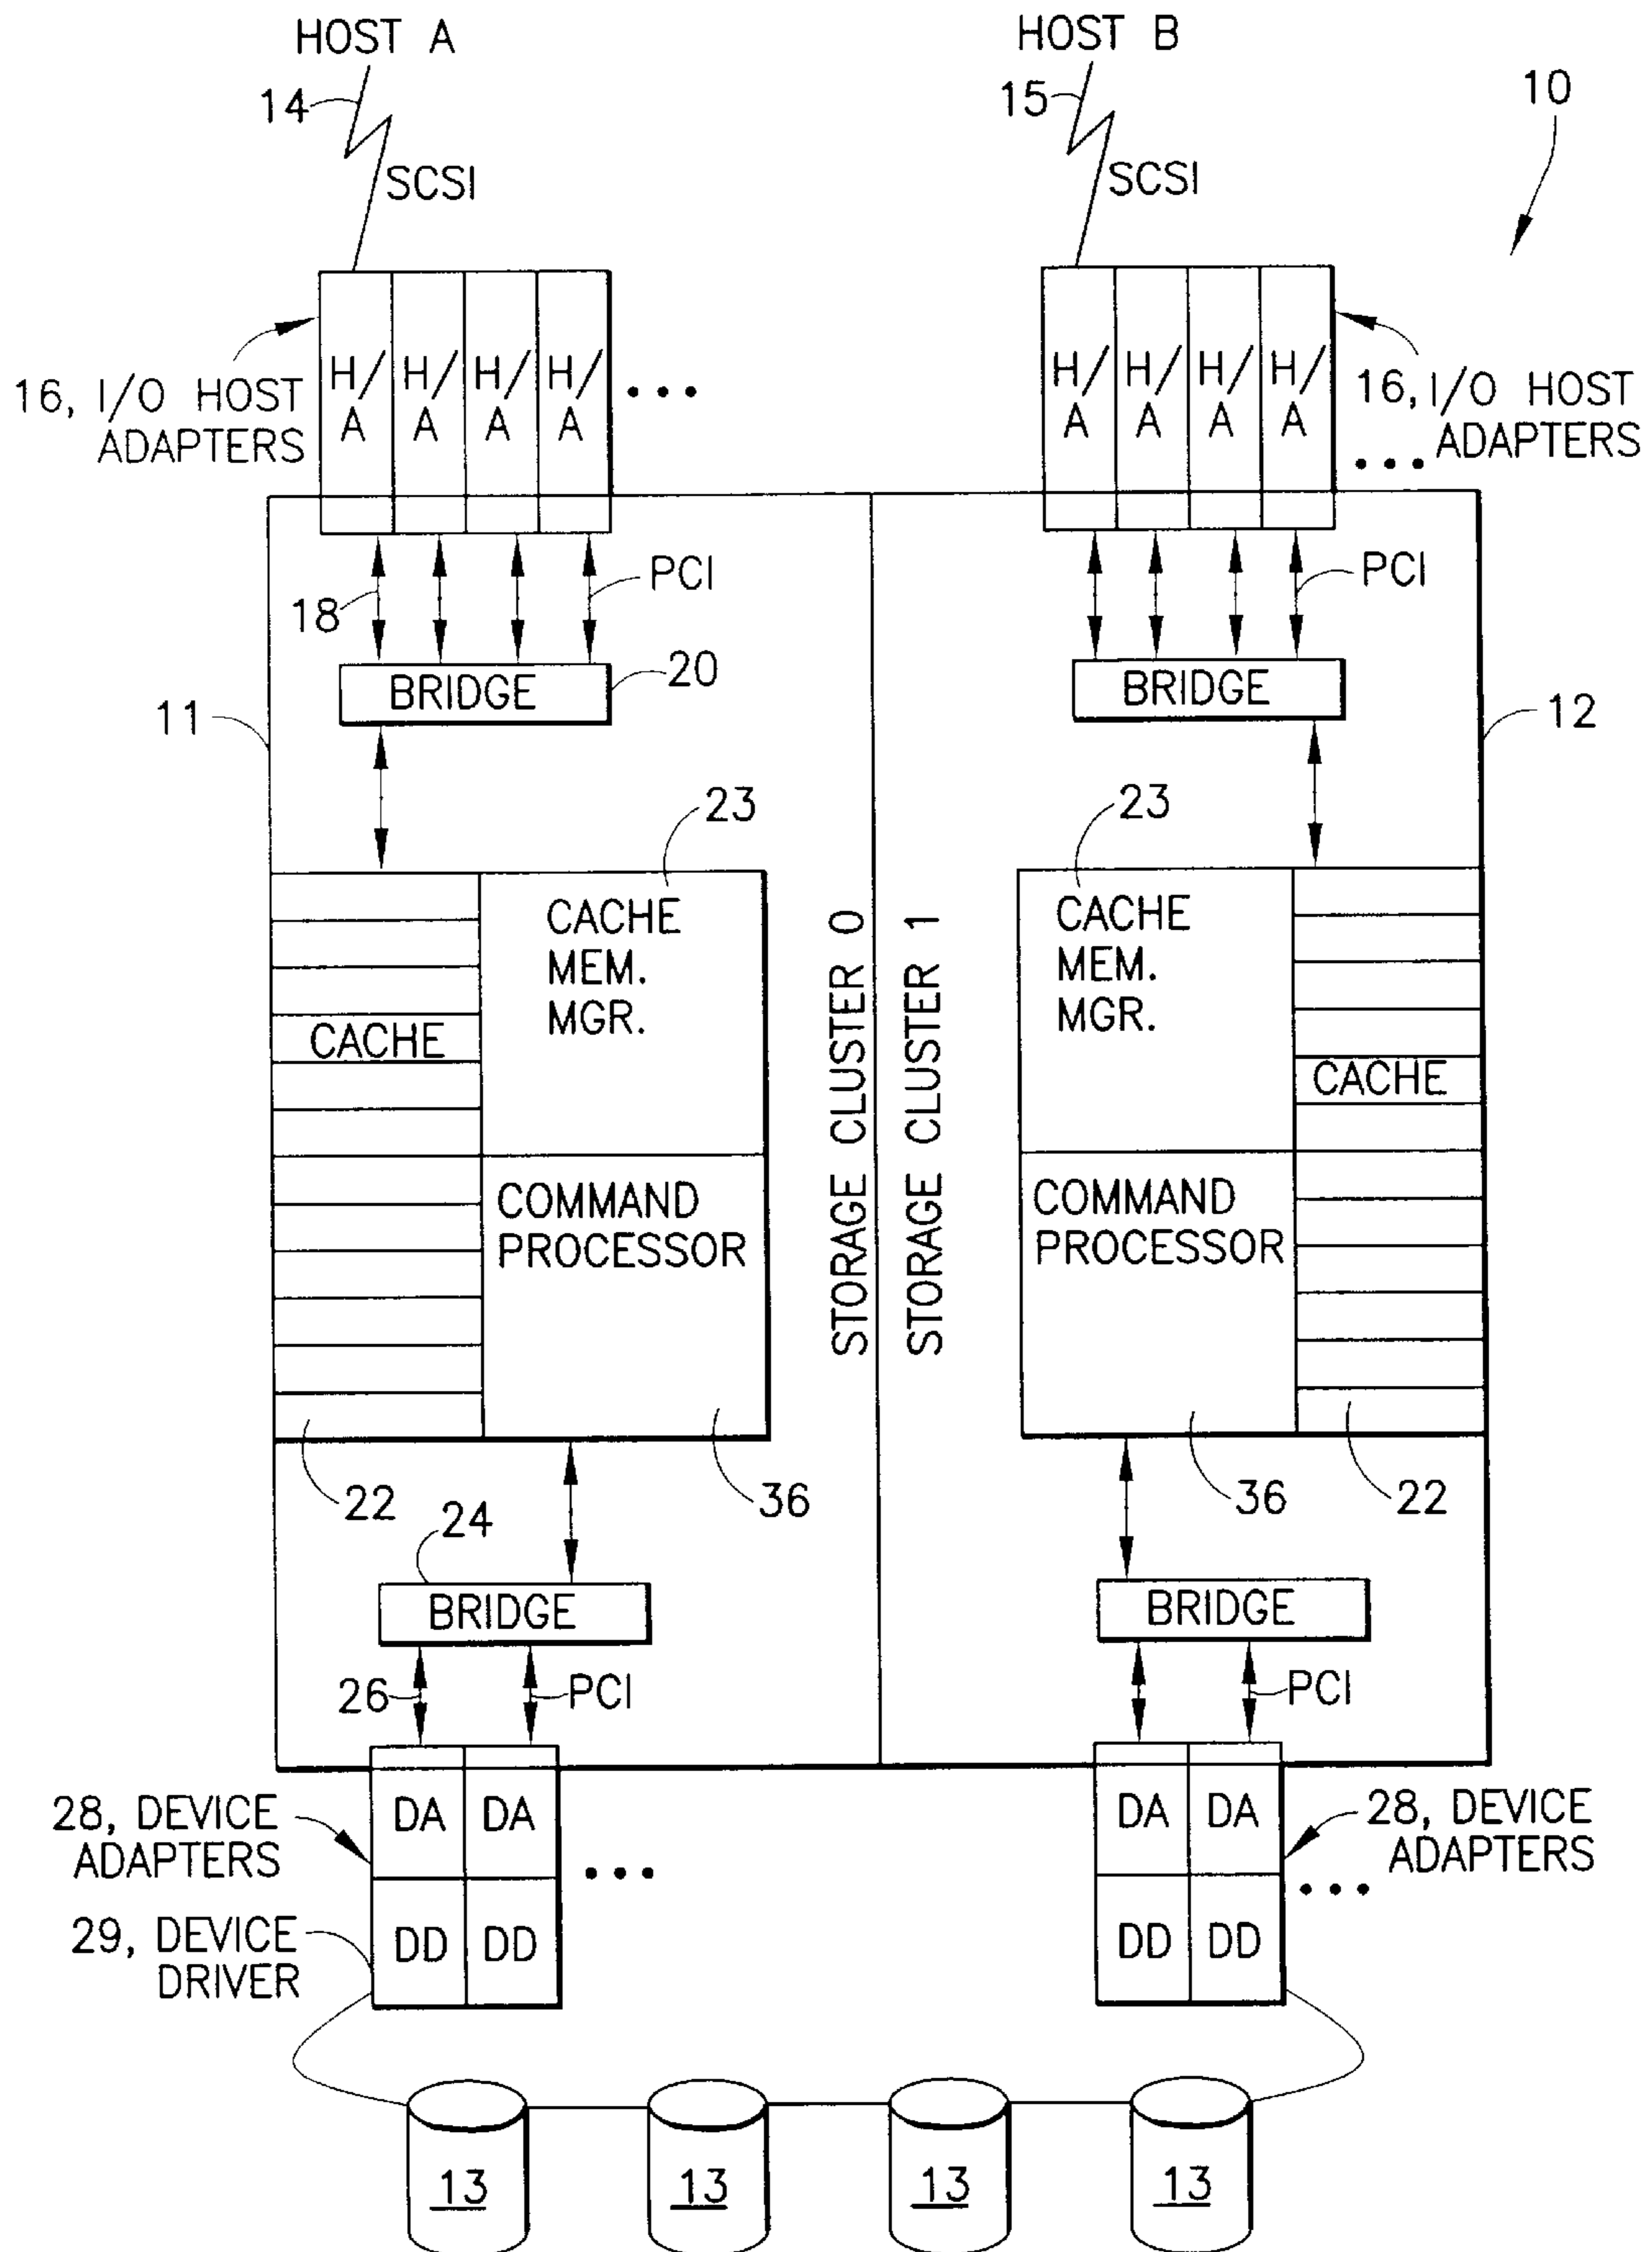 HOST A
HOST B
14
15
10
SCSI
SCSI
H/
A
H/
A
H/
A
H/
A
H/
A
H/
A
H/
A
H/
A
16, I/O HOST
ADAPTERS
16, I/O HOST
ADAPTERS
18
PCI
PCI
BRIDGE
20
BRIDGE
11
12
23
23
CACHE
MEM.
MGR.
CACHE
MEM.
MGR.
CACHE
CACHE
STORAGE CLUSTER 0
STORAGE CLUSTER 1
COMMAND
PROCESSOR
COMMAND
PROCESSOR
22
36
36
22
24
BRIDGE
BRIDGE
26
PCI
PCI
28, DEVICE
ADAPTERS
DA
DA
DA
DA
28, DEVICE
ADAPTERS
29, DEVICE
DRIVER
DD
DD
DD
DD
13
13
13
13